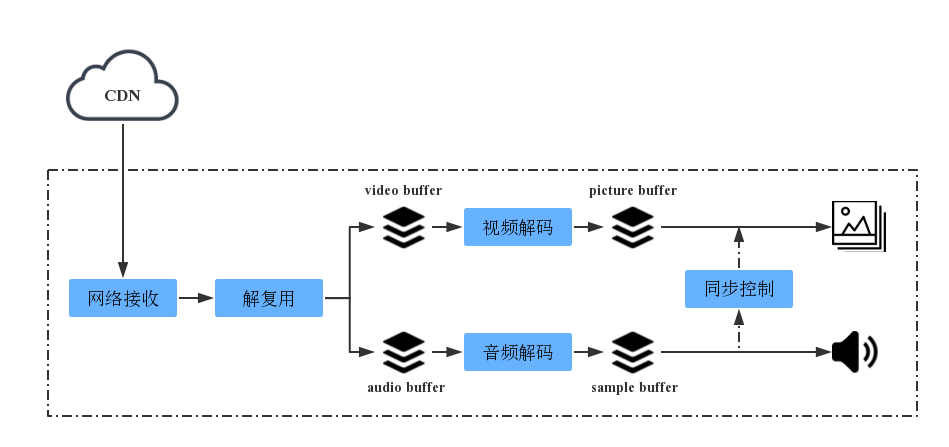 CDN
video buffer
picture buffer
视频解码
网络接收
解复用
同步控制
音频解码
audio buffer
sample buffer